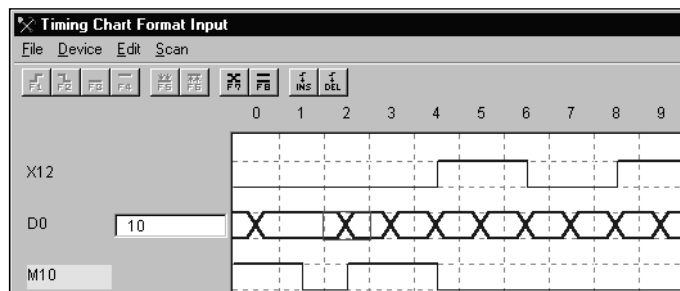 Timing Chart Format Input
File Device Edit Scan
F1 F2 F3 F4 F5 F6 F7 F8 INS DEL
0 1 2 3 4 5 6 7 8 9
X12
D0 10
M10